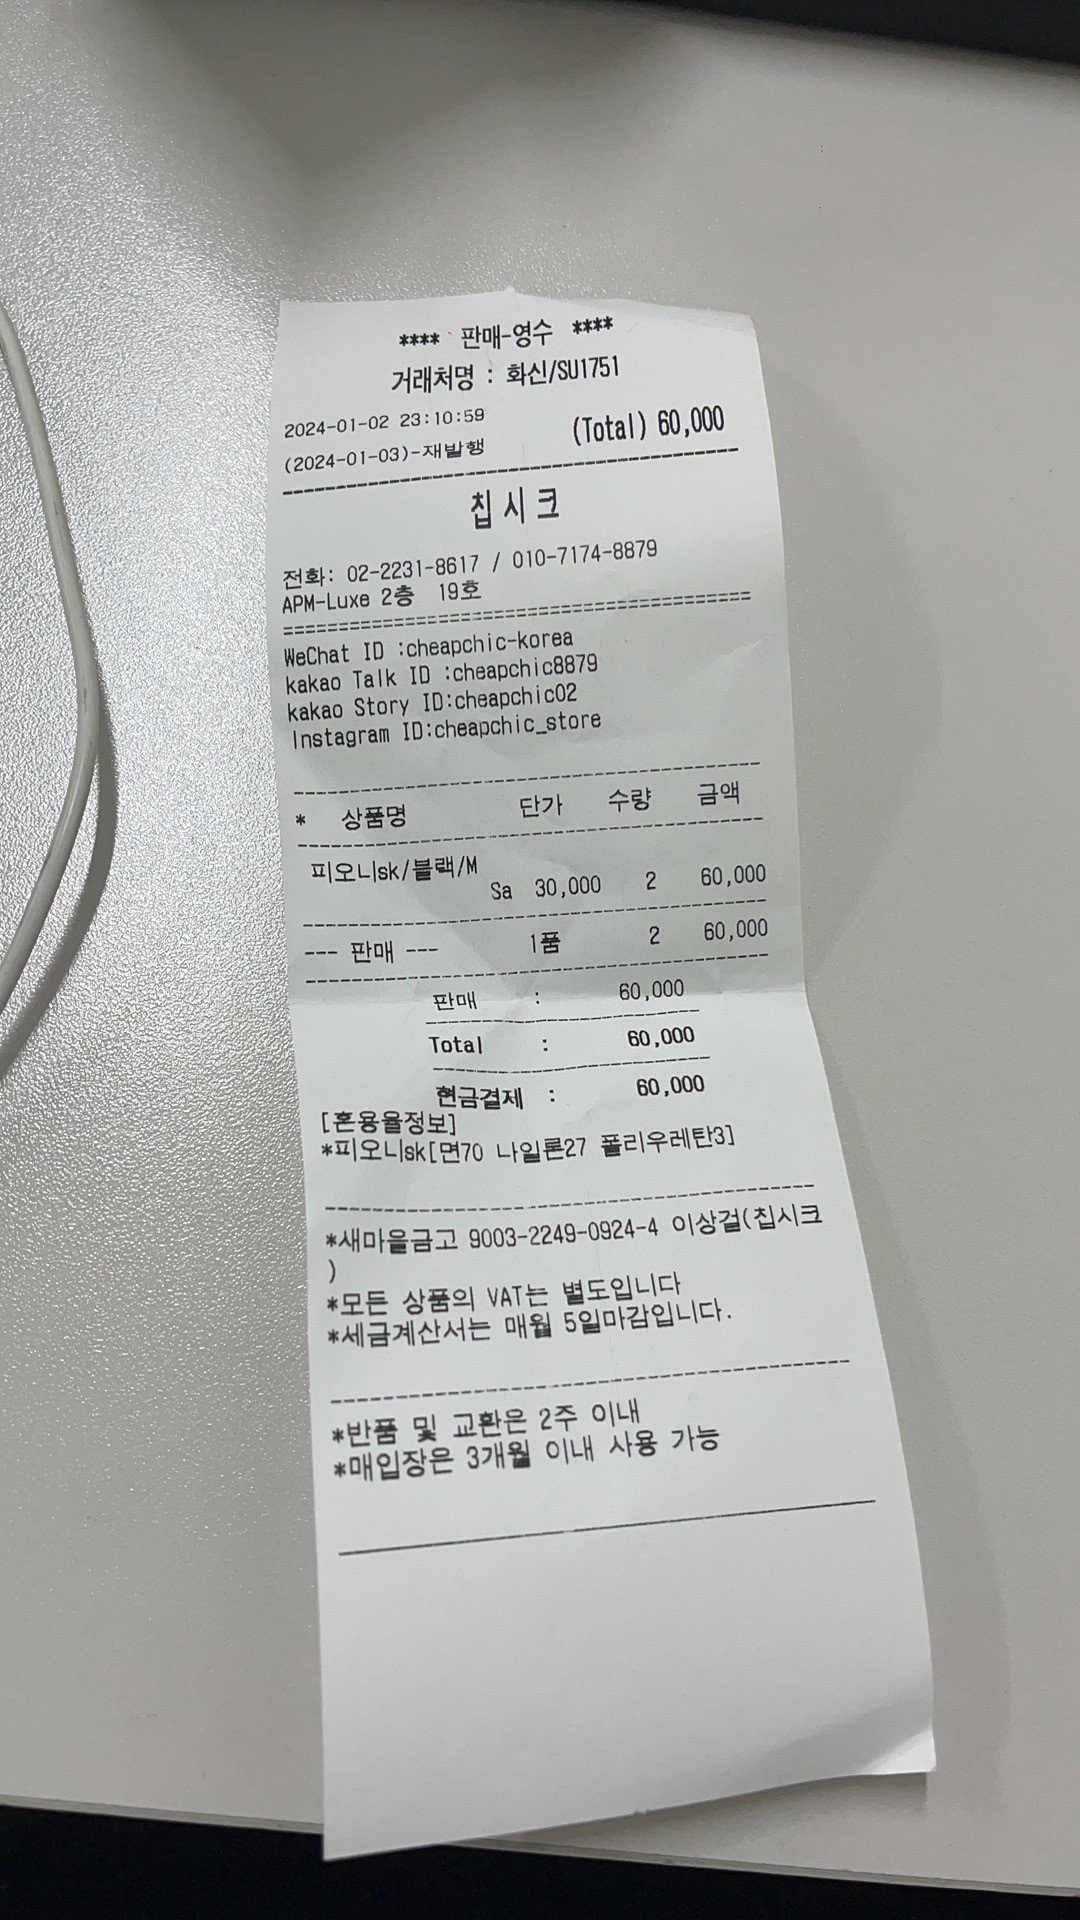 **** 판매-영수 ****
거래처명 : 화신/SU1751
2024-01-02 23:10:59
(Total) 60,000
(2024-01-03)-재발행
칩시크
전화: 02-2231-8617 / 010-7174-8879
APM-Luxe 2층 19호
WeChat ID :cheapchic-korea
kakao Talk ID :cheapchic8879
kakao Story ID:cheapchic02
Instagram ID:cheapchic_store
* 상품명 단가 수량 금액
피오니sk/블랙/M
Sa 30,000 2 60,000
--- 판매 --- 1품 2 60,000
판매 : 60,000
Total : 60,000
현금결제 : 60,000
[혼용율정보]
*피오니sk[면70 나일론27 폴리우레탄3]
*새마을금고 9003-2249-0924-4 이상걸(칩시크
)
*모든 상품의 VAT는 별도입니다
*세금계산서는 매월 5일마감입니다.
*반품 및 교환은 2주 이내
*매입장은 3개월 이내 사용 가능